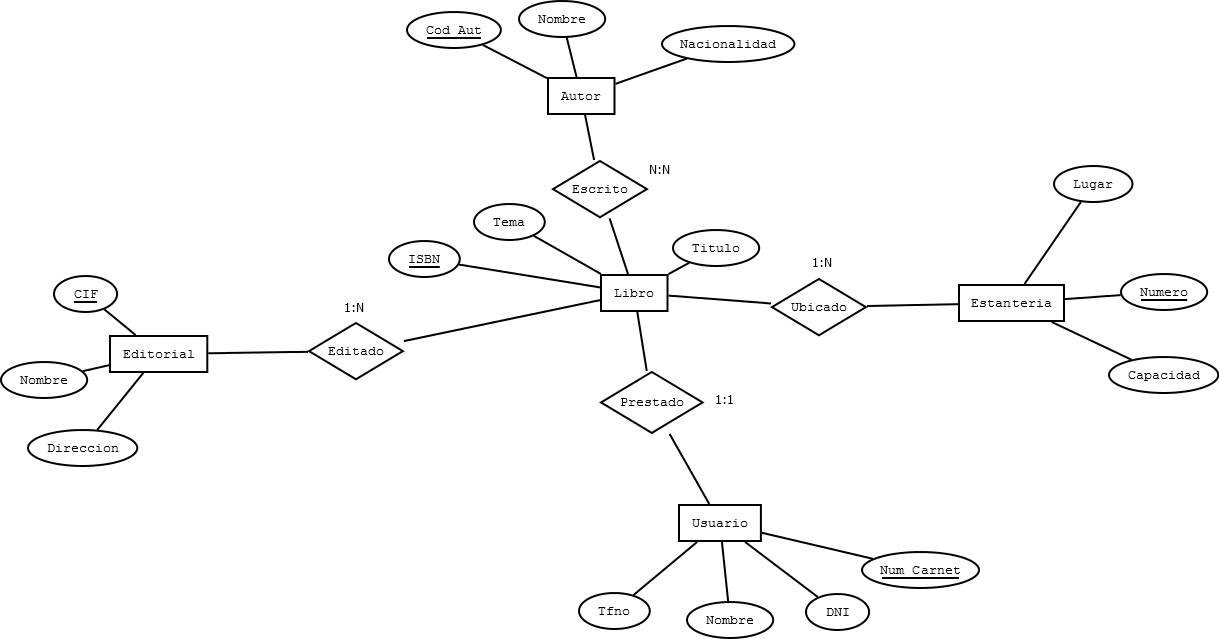 Nombre
Cod Aut
Nacionalidad
Autor
N:N
Escrito
Lugar
Tema
Titulo
ISBN
1:N
Libro
Ubicado
Estanteria
Numero
CIF
1:N
Editorial
Editado
Nombre
Capacidad
Prestado
1:1
Direccion
Usuario
Num Carnet
Tfno
Nombre
DNI